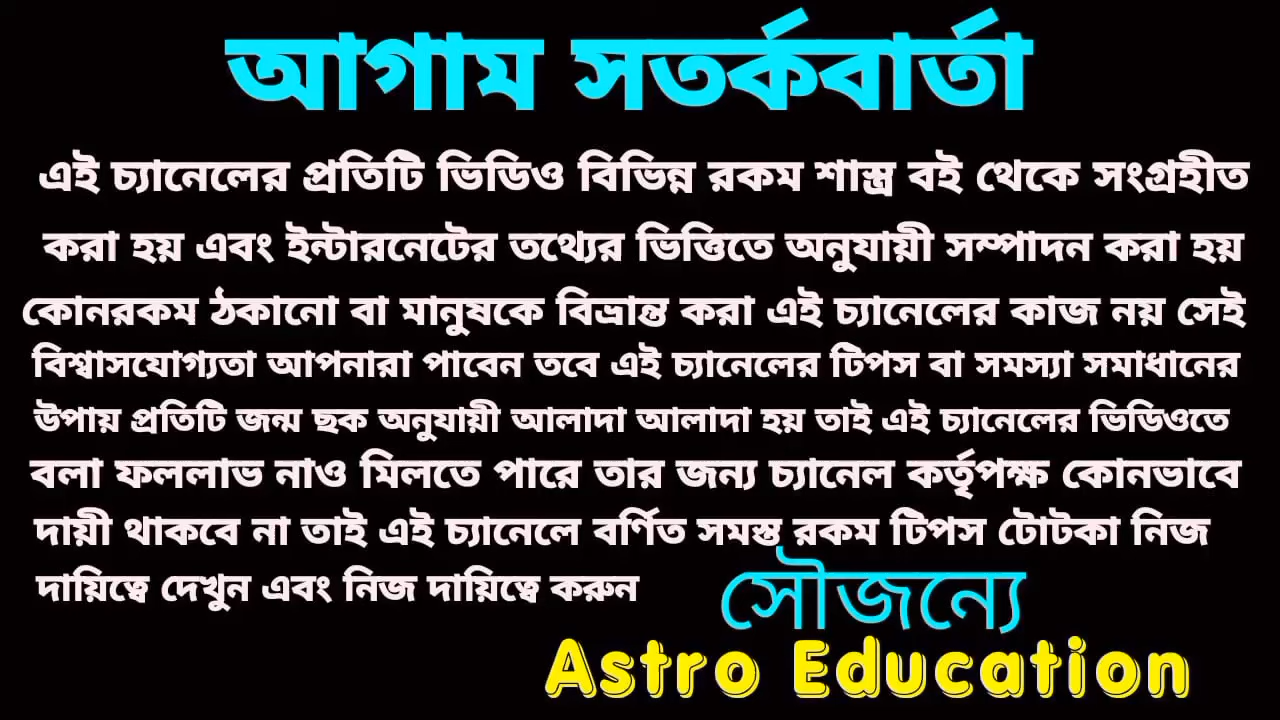 আগাম সতর্কবার্তা
এই চ্যানেলের প্রতিটি ভিডিও বিভিন্ন রকম শাস্ত্র বই থেকে সংগ্রহীত
করা হয় এবং ইন্টারনেটের তথ্যের ভিত্তিতে অনুযায়ী সম্পাদন করা হয়
কোনরকম ঠকানো বা মানুষকে বিভ্রান্ত করা এই চ্যানেলের কাজ নয় সেই
বিশ্বাসযোগ্যতা আপনারা পাবেন তবে এই চ্যানেলের টিপস বা সমস্যা সমাধানের
উপায় প্রতিটি জন্ম ছক অনুযায়ী আলাদা আলাদা হয় তাই এই চ্যানেলের ভিডিওতে
বলা ফললাভ নাও মিলতে পারে তার জন্য চ্যানেল কর্তৃপক্ষ কোনভাবে
দায়ী থাকবে না তাই এই চ্যানেলে বর্ণিত সমস্ত রকম টিপস টোটকা নিজ
দায়িত্বে দেখুন এবং নিজ দায়িত্বে করুন
সৌজন্যে
Astro Education